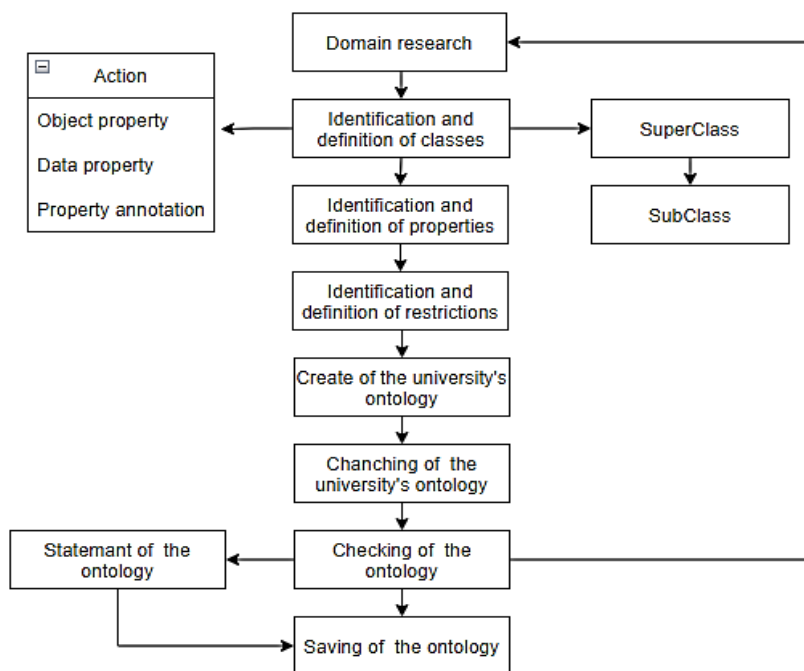 Domain research
Action
Object property
Data property
Property annotation
Identification and
definition of classes
SuperClass
SubClass
Identification and
definition of properties
Identification and
definition of restrictions
Create of the university's
ontology
Chanching of the
university's ontology
Statemant of the
ontology
Checking of the
ontology
Saving of the ontology